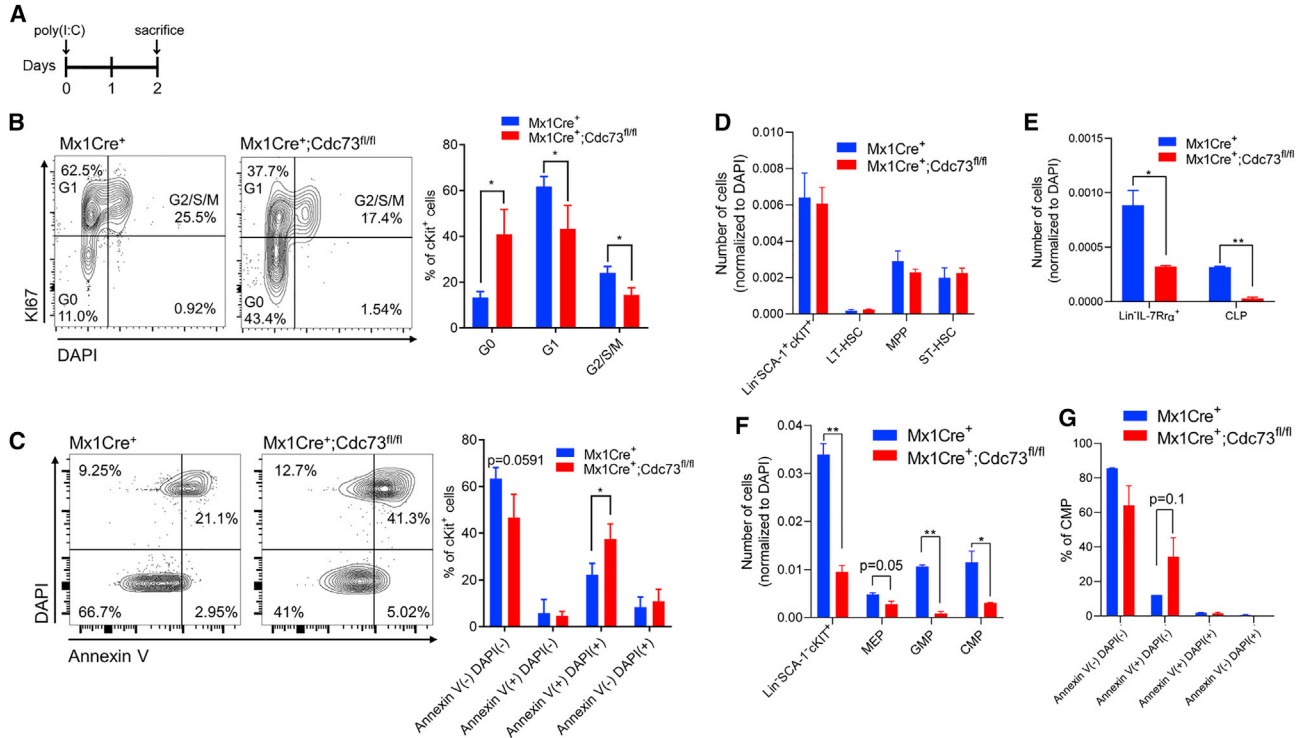 A
poly(I:C)
sacrifice
Days
0
1
2
B
Mx1Cre+
Mx1Cre+;Cdc73fl/fl
62.5%
G1
G2/S/M
25.5%
G0
11.0%
0.92%
37.7%
G1
G2/S/M
17.4%
G0
43.4%
1.54%
KI67
DAPI
Mx1Cre+
Mx1Cre+;Cdc73fl/fl
% of cKit+ cells
80
60
40
20
0
*
*
*
G0
G1
G2/S/M
C
Mx1Cre+
Mx1Cre+;Cdc73fl/fl
9.25%
21.1%
66.7%
2.95%
12.7%
41.3%
41%
5.02%
DAPI
Annexin V
Mx1Cre+
Mx1Cre+;Cdc73fl/fl
% of cKit+ cells
80
60
40
20
0
p=0.0591
*
Annexin V(-) DAPI(-)
Annexin V(+) DAPI(-)
Annexin V(+) DAPI(+)
Annexin V(-) DAPI(+)
D
Mx1Cre+
Mx1Cre+;Cdc73fl/fl
Number of cells
(normalized to DAPI)
0.010
0.008
0.006
0.004
0.002
0.000
Lin-SCA-1+cKIT+
LT-HSC
MPP
ST-HSC
E
Mx1Cre+
Mx1Cre+;Cdc73fl/fl
Number of cells
(normalized to DAPI)
0.0015
0.0010
0.0005
0.0000
*
**
Lin-IL-7Rrα+
CLP
F
Mx1Cre+
Mx1Cre+;Cdc73fl/fl
Number of cells
(normalized to DAPI)
0.04
0.03
0.02
0.01
0.00
**
p=0.05
**
*
Lin-SCA-1-cKIT+
MEP
GMP
CMP
G
Mx1Cre+
Mx1Cre+;Cdc73fl/fl
% of CMP
100
80
60
40
20
0
p=0.1
Annexin V(-) DAPI(-)
Annexin V(+) DAPI(-)
Annexin V(+) DAPI(+)
Annexin V(-) DAPI(+)